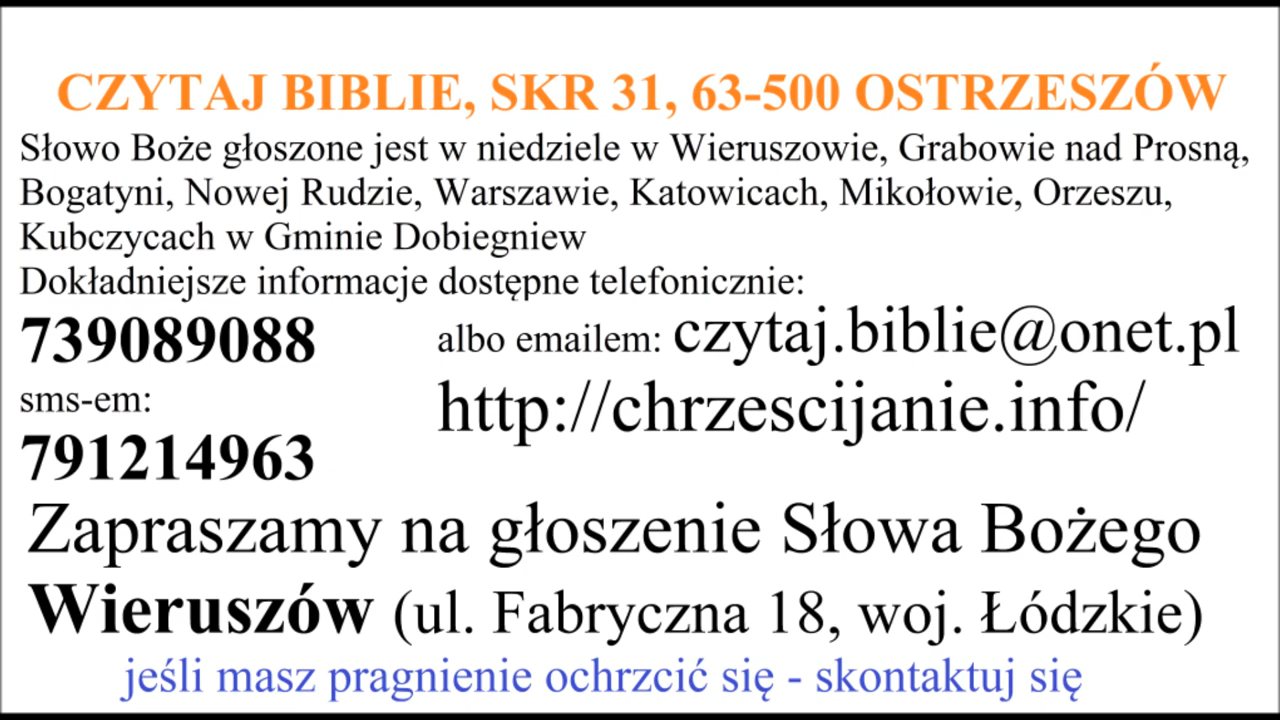 CZYTAJ BIBLIE, SKR 31, 63-500 OSTRZESZÓW
Słowo Boże głoszone jest w niedziele w Wieruszowie, Grabowie nad Prosną,
Bogatyni, Nowej Rudzie, Warszawie, Katowicach, Mikołowie, Orzeszu,
Kubczycach w Gminie Dobiegniew
Dokładniejsze informacje dostępne telefonicznie:
739089088 albo emailem: czytaj.biblie@onet.pl
sms-em: http://chrzescijanie.info/
791214963
Zapraszamy na głoszenie Słowa Bożego
Wieruszów (ul. Fabryczna 18, woj. Łódzkie)
jeśli masz pragnienie ochrzcić się - skontaktuj się